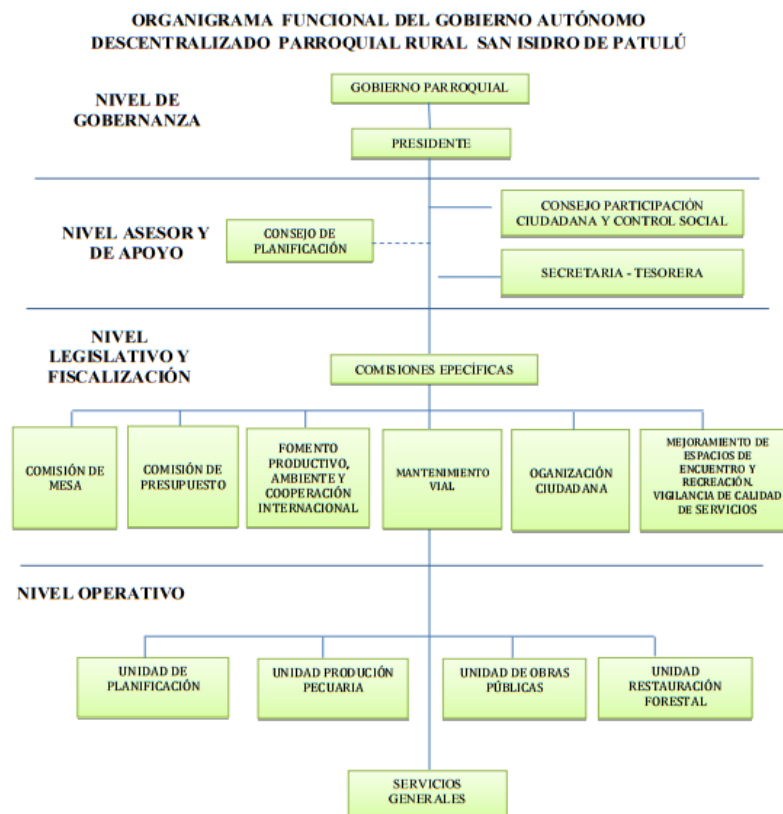 ORGANIGRAMA FUNCIONAL DEL GOBIERNO AUTÓNOMO
DESCENTRALIZADO PARROQUIAL RURAL SAN ISIDRO DE PATULÚ
NIVEL DE
GOBERNANZA
GOBIERNO PARROQUIAL
PRESIDENTE
NIVEL ASESOR Y
DE APOYO
CONSEJO DE
PLANIFICACIÓN
CONSEJO PARTICIPACIÓN
CIUDADANA Y CONTROL SOCIAL
SECRETARIA - TESORERA
NIVEL
LEGISLATIVO Y
FISCALIZACIÓN
COMISIONES EPECÍFICAS
COMISIÓN DE
MESA
COMISIÓN DE
PRESUPUESTO
FOMENTO
PRODUCTIVO,
AMBIENTE Y
COOPERACIÓN
INTERNACIONAL
MANTENIMIENTO
VIAL
OGANIZACIÓN
CIUDADANA
MEJORAMIENTO DE
ESPACIOS DE
ENCUENTRO Y
RECREACIÓN.
VIGILANCIA DE CALIDAD
DE SERVICIOS
NIVEL OPERATIVO
UNIDAD DE
PLANIFICACIÓN
UNIDAD PRODUCIÓN
PECUARIA
UNIDAD DE OBRAS
PÚBLICAS
UNIDAD
RESTAURACIÓN
FORESTAL
SERVICIOS
GENERALES